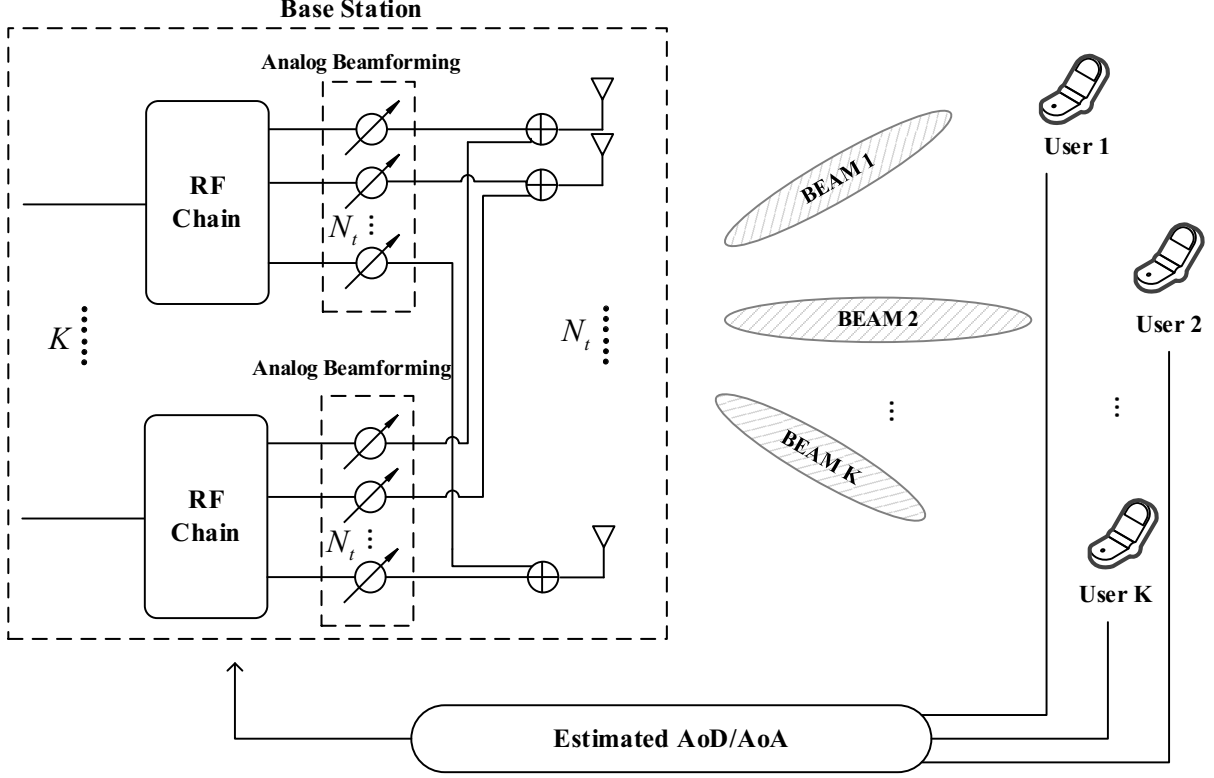 Base Station
Analog Beamforming
RF
Chain
N_t
K
N_t
Analog Beamforming
RF
Chain
N_t
BEAM 1
BEAM 2
BEAM K
User 1
User 2
User K
Estimated AoD/AoA